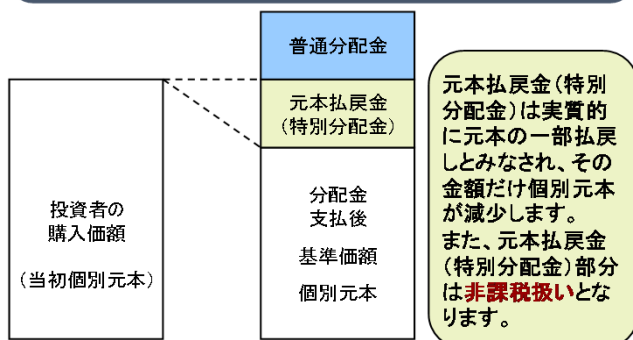 普通分配金
元本払戻金
(特別分配金)
投資者の
購入価額
(当初個別元本)
分配金
支払後
基準価額
個別元本
元本払戻金(特別
分配金)は実質的
に元本の一部払戻
しとみなされ、その
金額だけ個別元本
が減少します。
また、元本払戻金
(特別分配金)部分
は非課税扱いとな
ります。